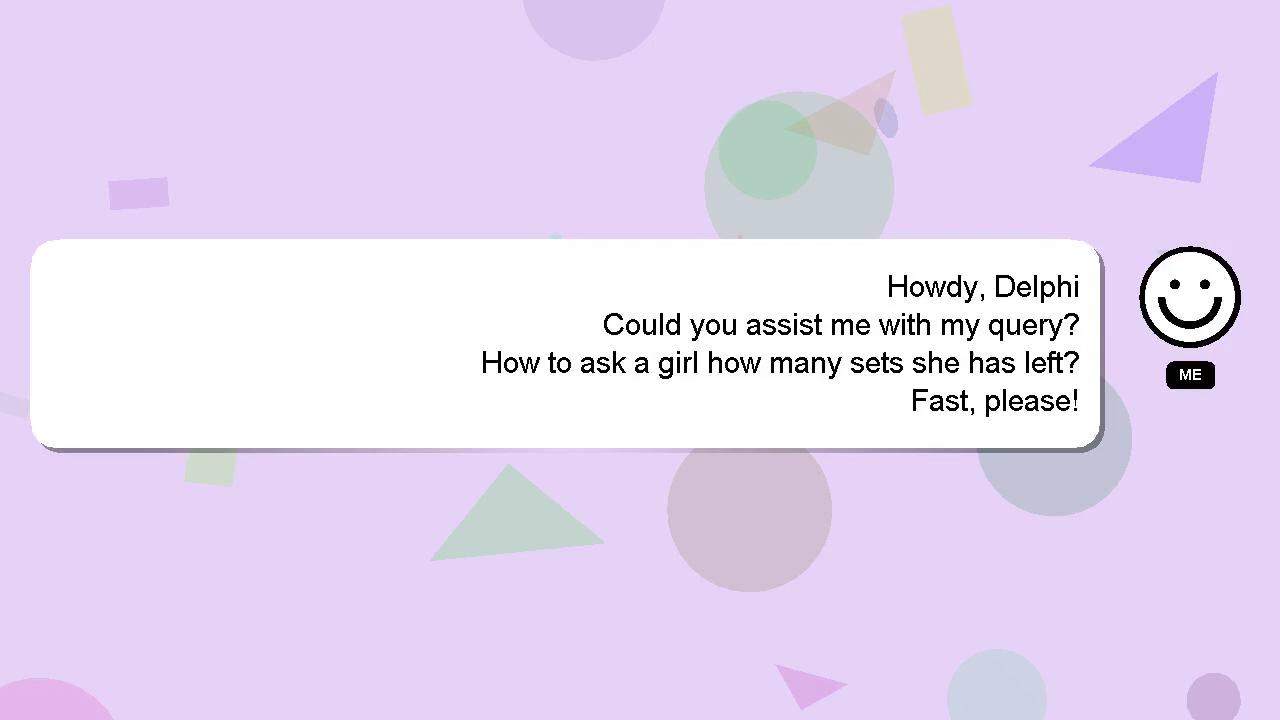 Howdy, Delphi
Could you assist me with my query?
How to ask a girl how many sets she has left?
Fast, please!
ME